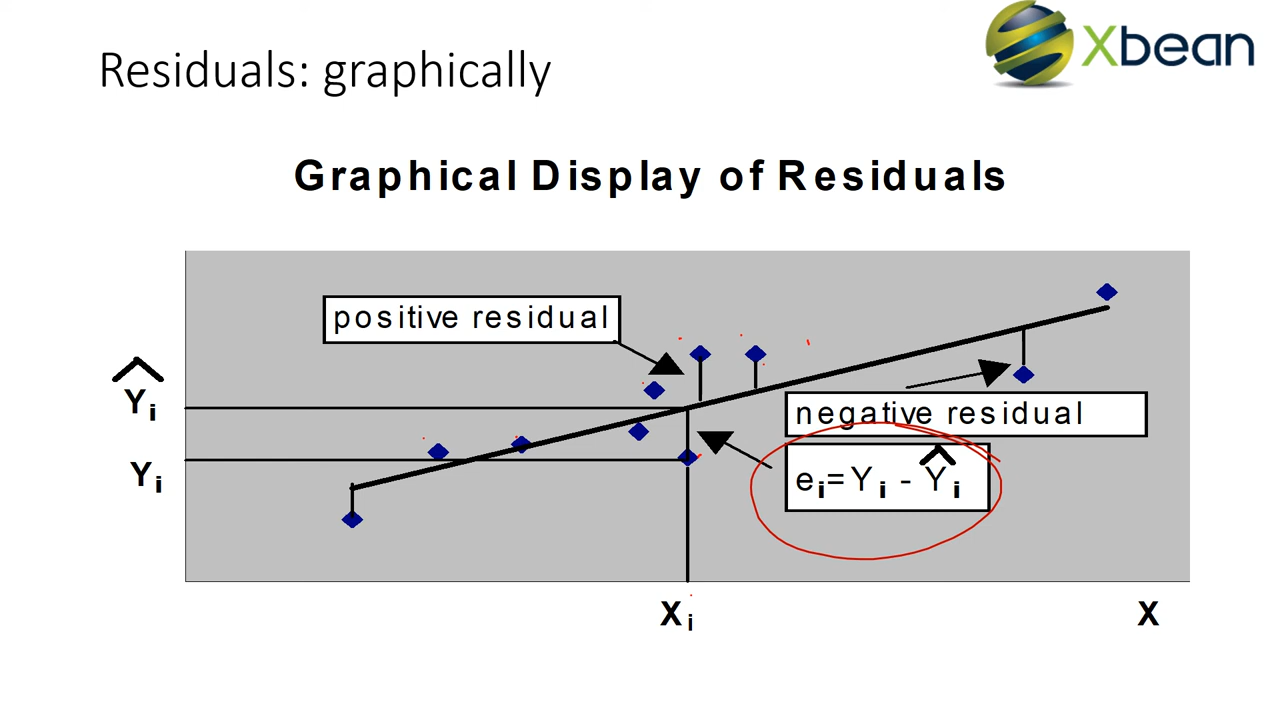 Residuals: graphically
Xbean
Graphical Display of Residuals
positive residual
Ŷi
negative residual
Yi
ei=Yi - Ŷi
Xi
X